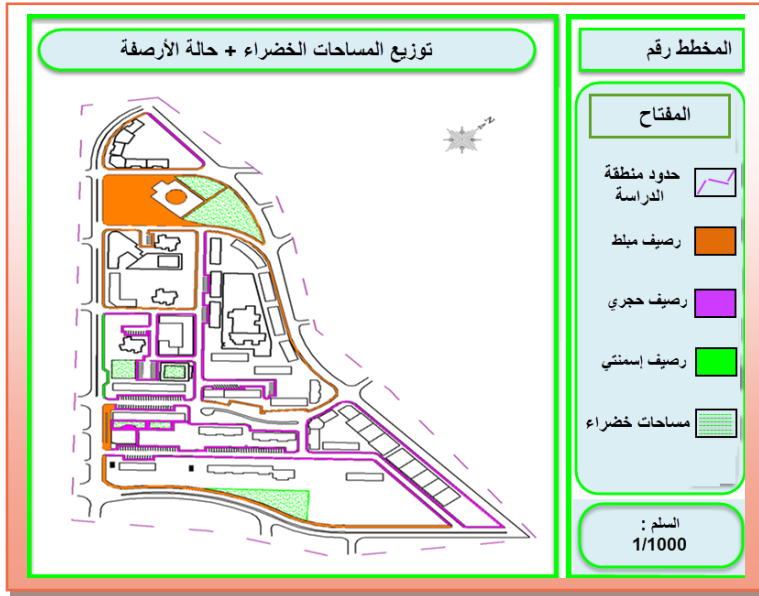 توزيع المساحات الخضراء + حالة الأرصفة
المخطط رقم
المفتاح
حدود منطقة
الدراسة
رصيف مبلط
رصيف حجري
رصيف إسمنتي
مساحات خضراء
السلم :
1/1000
N